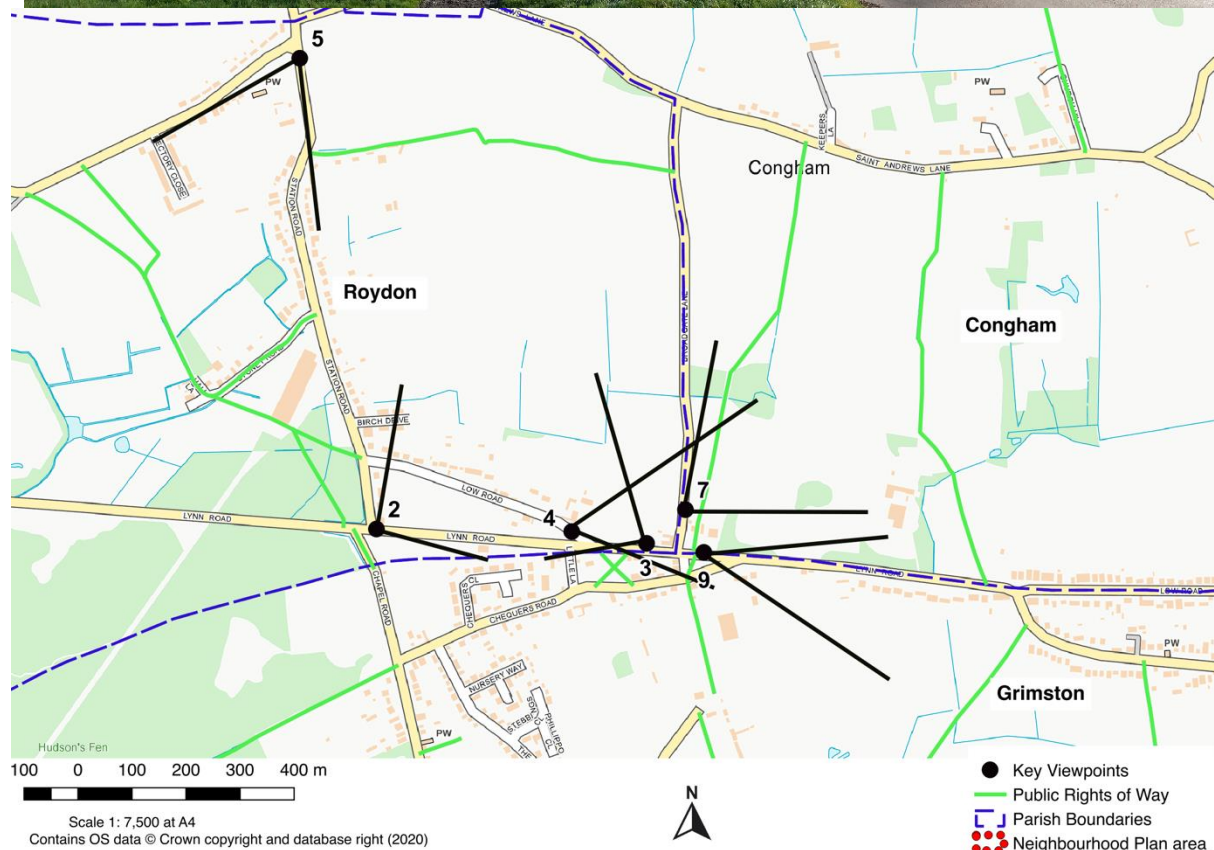 5
PW
RECTORY CLOSE
STATION ROAD
Roydon
KEEPERS LA
Congham
SAINT ANDREWS LANE
PW
Congham
STATION ROAD
BIRCH DRIVE
LOW ROAD
2
4
7
3
9
LYNN ROAD
LYNN ROAD
LITTLE LA
CHAPEL ROAD
CHEQUERS CL
CHEQUERS ROAD
LYNN ROAD
LOW ROAD
PW
NURSERY WAY
Grimston
PW
Hudson's Fen
100 0 100 200 300 400 m
Scale 1: 7,500 at A4
Contains OS data © Crown copyright and database right (2020)
N
Key Viewpoints
Public Rights of Way
Parish Boundaries
Neighbourhood Plan area